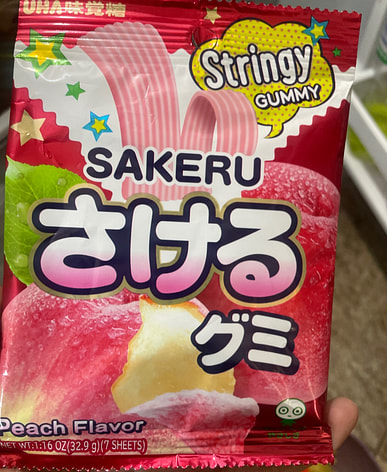 UHA味覚糖
Stringy
GUMMY
SAKERU
さける
グミ
Peach Flavor
NET WT.1.16 OZ(32.9 g)(7 SHEETS)